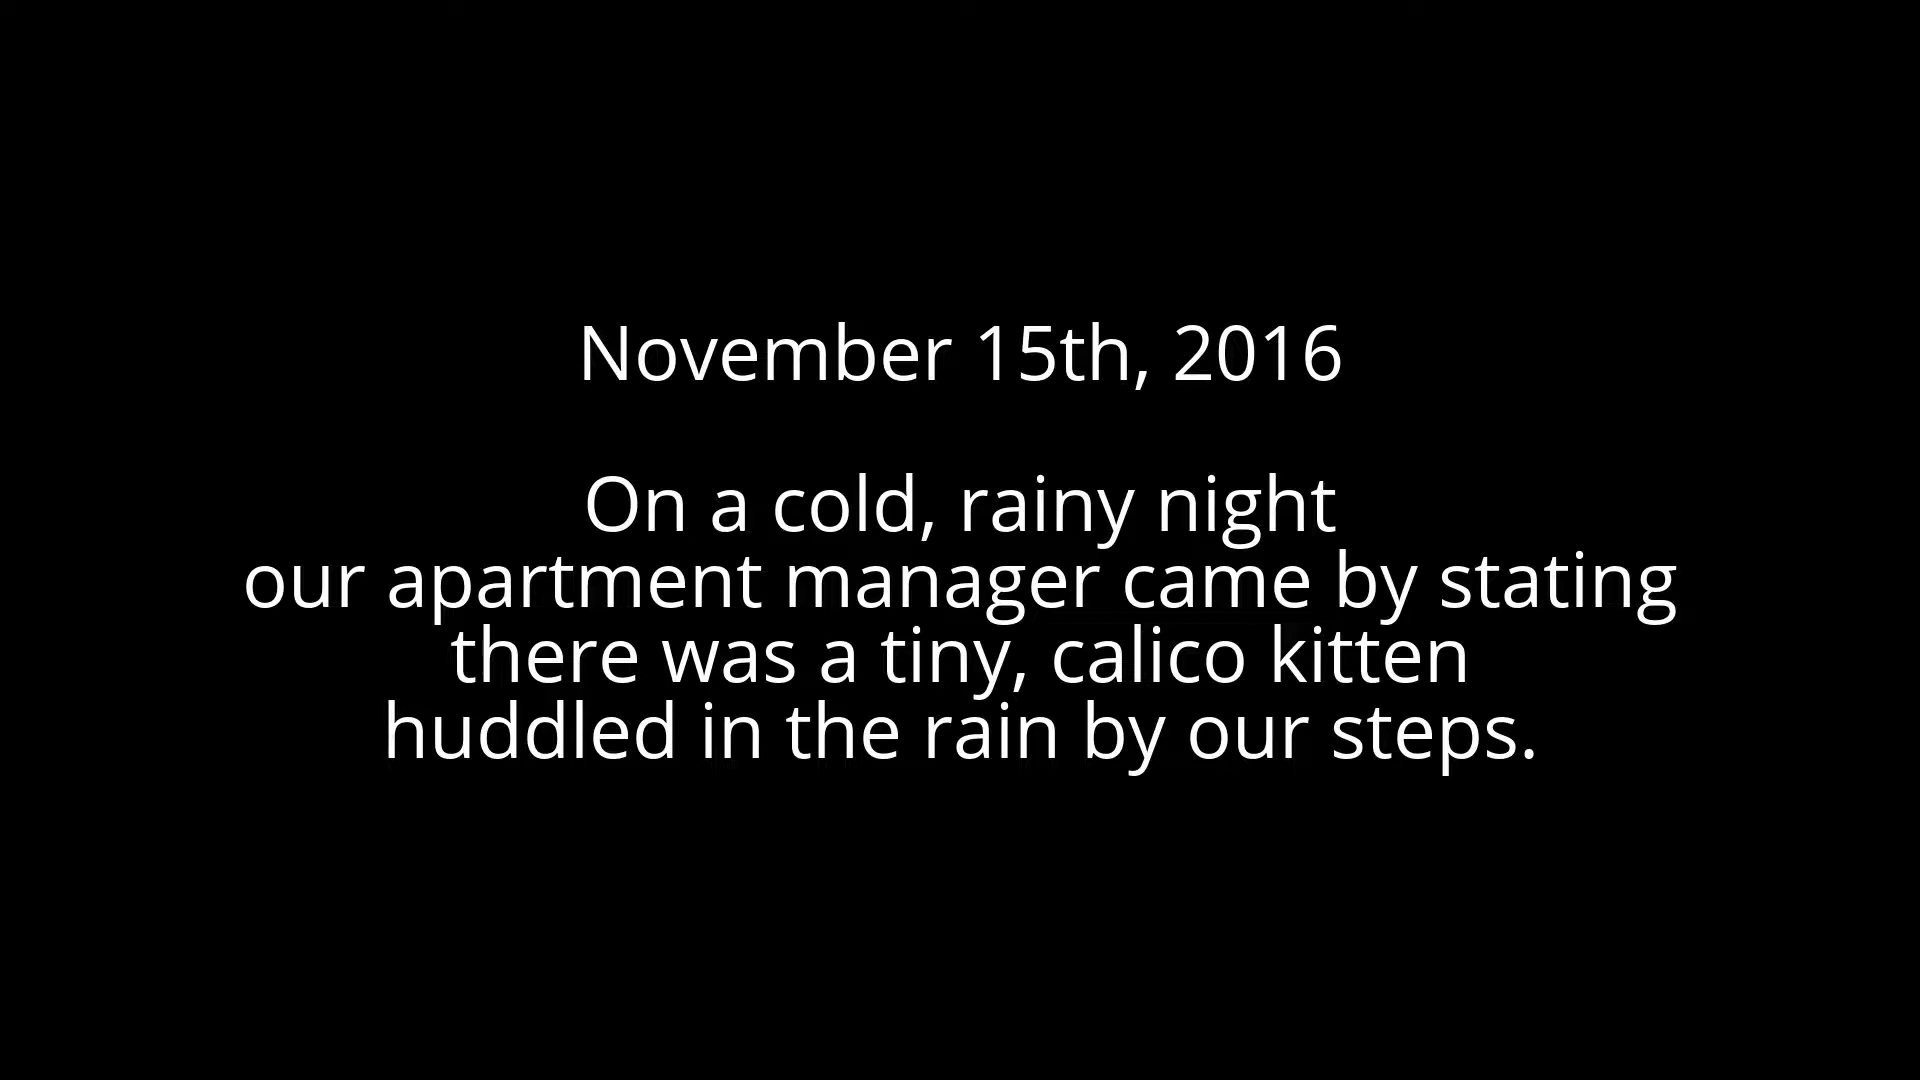 November 15th, 2016
On a cold, rainy night
our apartment manager came by stating
there was a tiny, calico kitten
huddled in the rain by our steps.